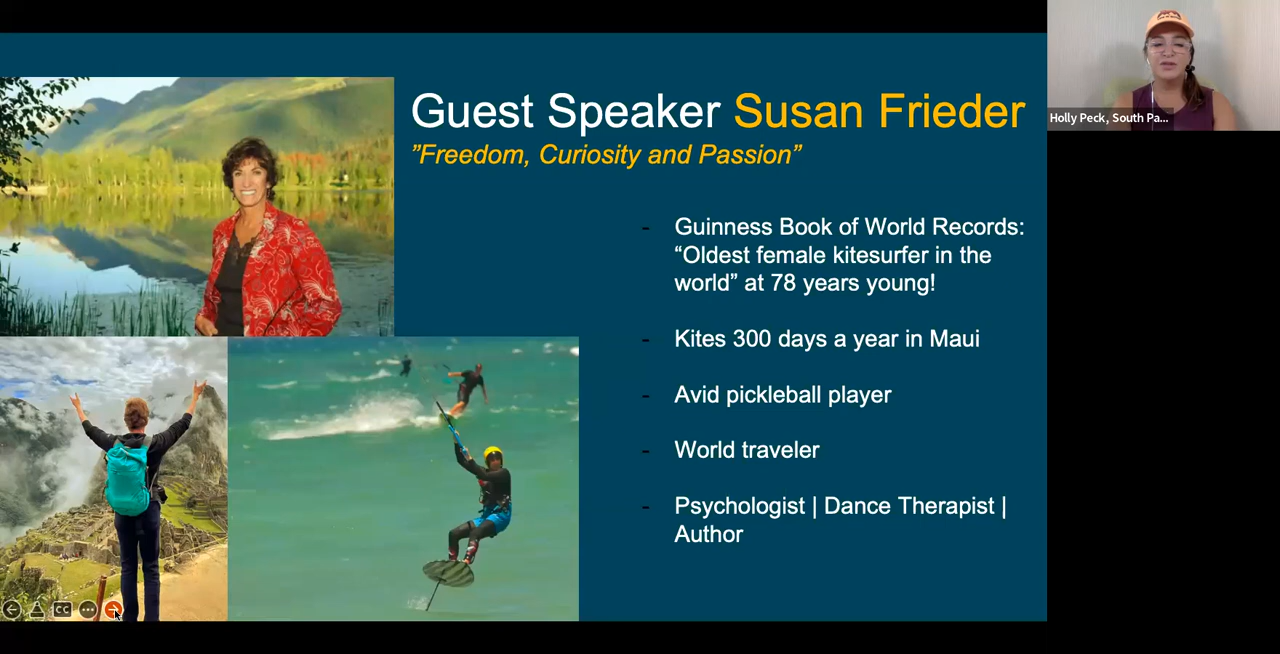 Guest Speaker Susan Frieder
”Freedom, Curiosity and Passion”
- Guinness Book of World Records:
“Oldest female kitesurfer in the
world” at 78 years young!
- Kites 300 days a year in Maui
- Avid pickleball player
- World traveler
- Psychologist | Dance Therapist |
Author
Holly Peck, South Pa...
CC